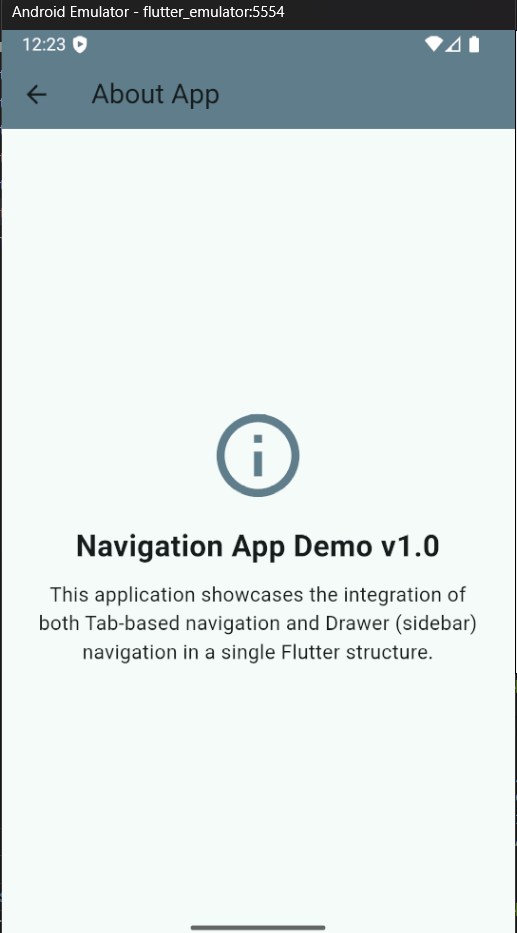 Android Emulator - flutter_emulator:5554
12:23
About App
Navigation App Demo v1.0
This application showcases the integration of
both Tab-based navigation and Drawer (sidebar)
navigation in a single Flutter structure.